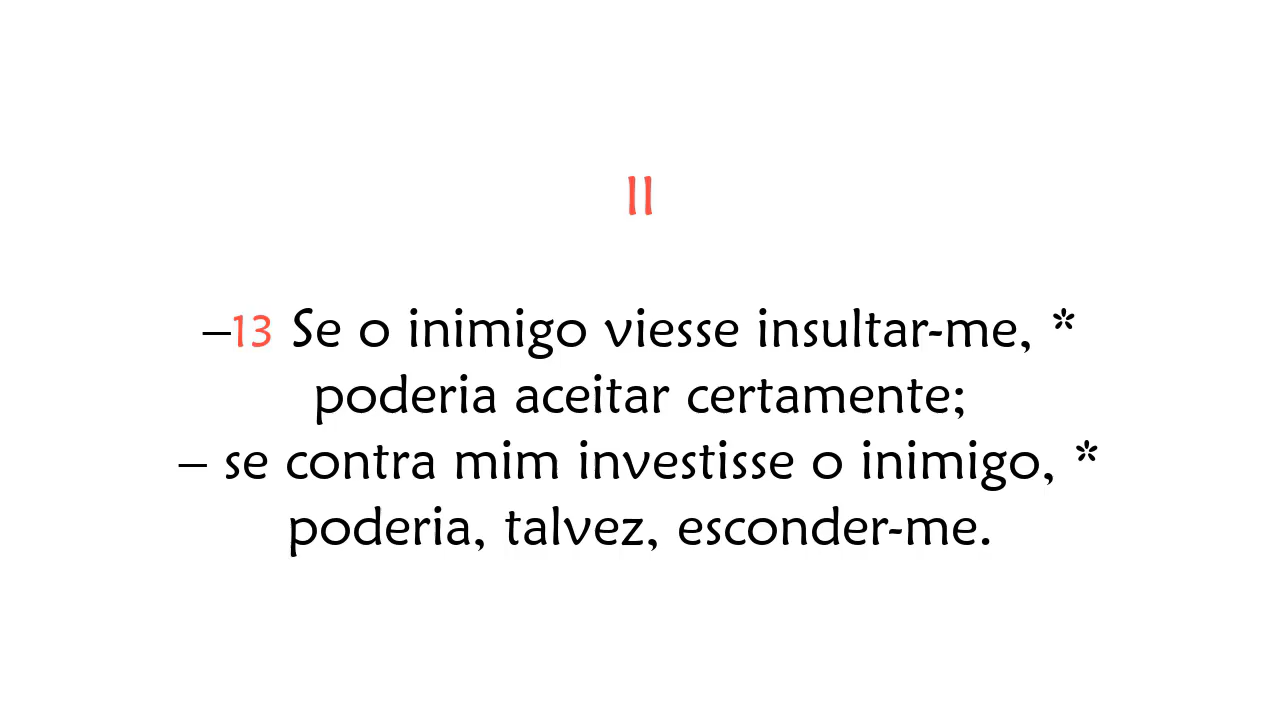 II
–13 Se o inimigo viesse insultar-me, *
poderia aceitar certamente;
– se contra mim investisse o inimigo, *
poderia, talvez, esconder-me.